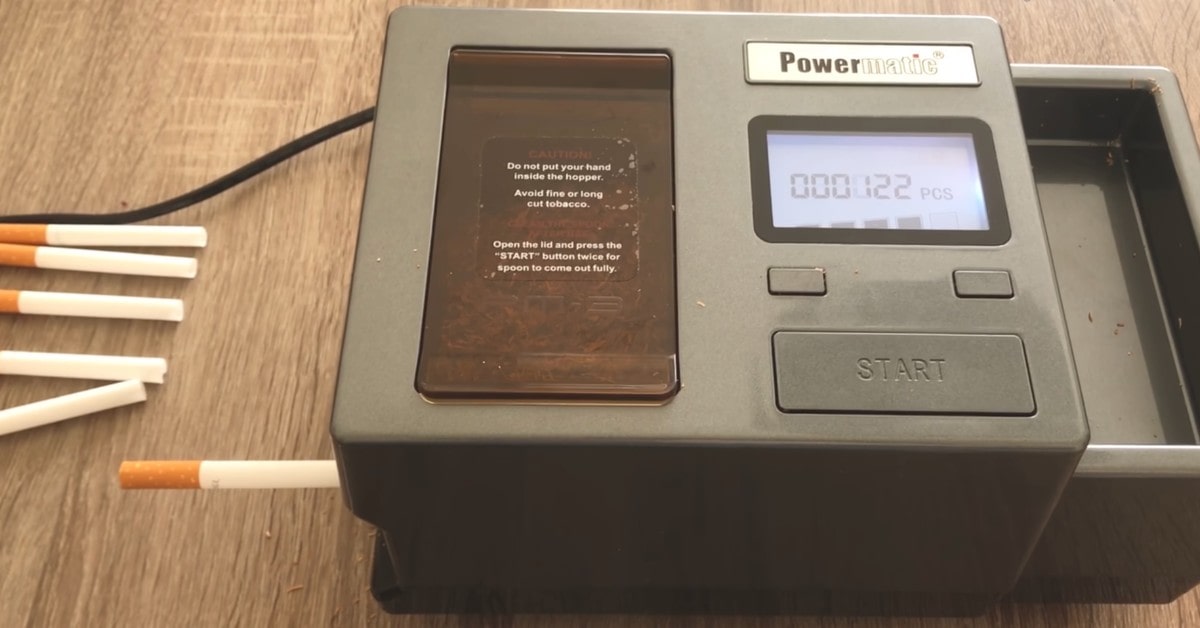 Powermatic®
CAUTION!
Do not put your hand
inside the hopper.
Avoid fine or long
cut tobacco.
Open the lid and press the
“START” button twice for
spoon to come out fully.
000122 PCS
START